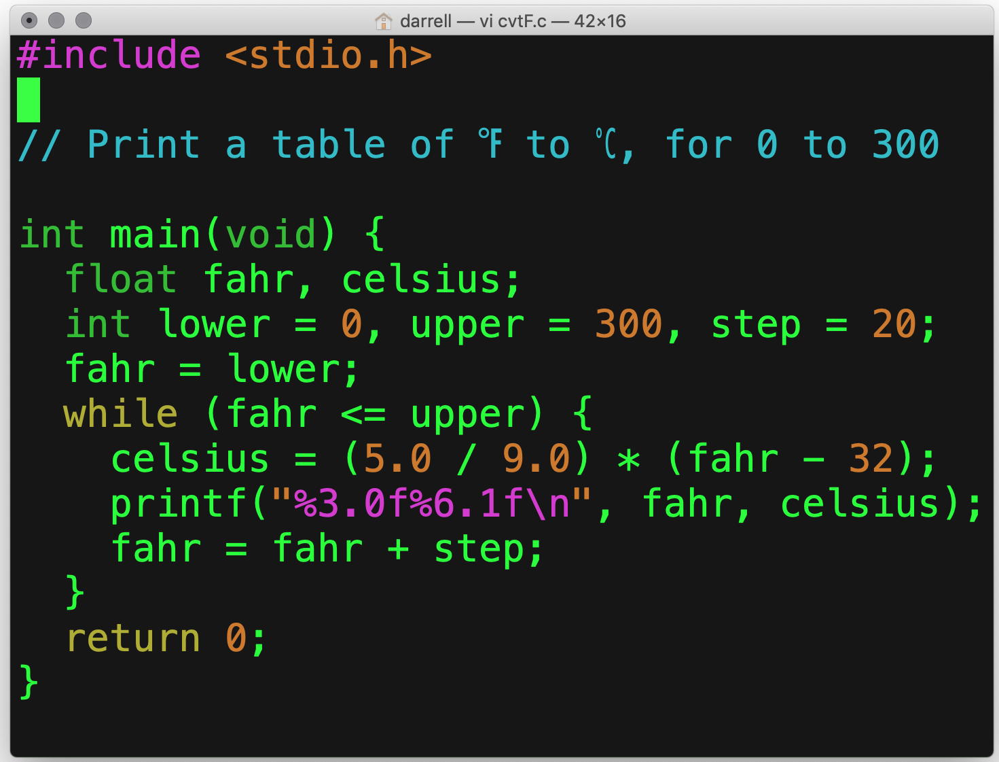 darrell — vi cvtF.c — 42×16
#include <stdio.h>
// Print a table of ℉ to ℃, for 0 to 300
int main(void) {
  float fahr, celsius;
  int lower = 0, upper = 300, step = 20;
  fahr = lower;
  while (fahr <= upper) {
    celsius = (5.0 / 9.0) * (fahr - 32);
    printf("%3.0f%6.1f\n", fahr, celsius);
    fahr = fahr + step;
  }
  return 0;
}